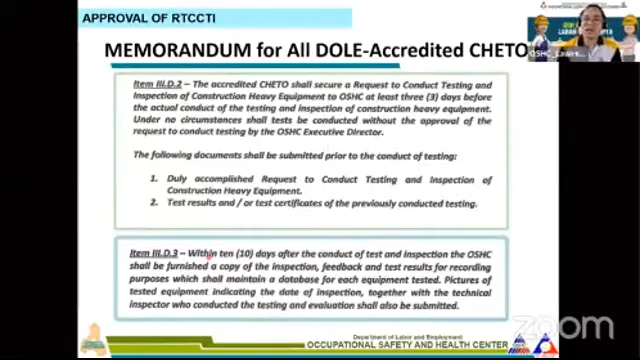 APPROVAL OF RTCCTI
MEMORANDUM for All DOLE-Accredited CHETO
Item III.D.2 – The accredited CHETO shall secure a Request to Conduct Testing and
Inspection of Construction Heavy Equipment to OSHC at least three (3) days before
the actual conduct of the testing and inspection of construction heavy equipment.
Under no circumstances shall tests be conducted without the approval of the
request to conduct testing by the OSHC Executive Director.
The following documents shall be submitted prior to the conduct of testing:
1. Duly accomplished Request to Conduct Testing and Inspection of
Construction Heavy Equipment.
2. Test results and / or test certificates of the previously conducted testing.
Item III.D.3 – Within ten (10) days after the conduct of test and inspection the OSHC
shall be furnished a copy of the inspection, feedback and test results for recording
purposes which shall maintain a database for each equipment tested. Pictures of
tested equipment indicating the date of inspection, together with the technical
inspector who conducted the testing and evaluation shall also be submitted.
Department of Labor and Employment
OCCUPATIONAL SAFETY AND HEALTH CENTER
zoom